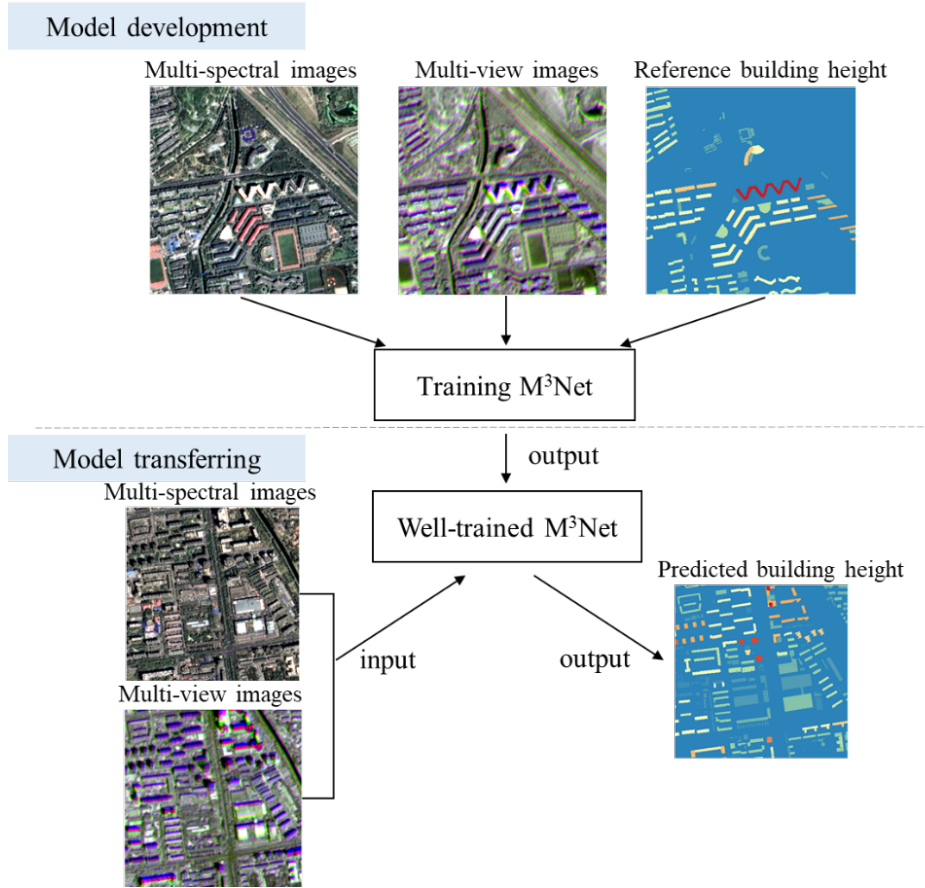 Model development
Multi-spectral images
Multi-view images
Reference building height
Training M³Net
output
Model transferring
Multi-spectral images
Well-trained M³Net
Predicted building height
input
output
Multi-view images